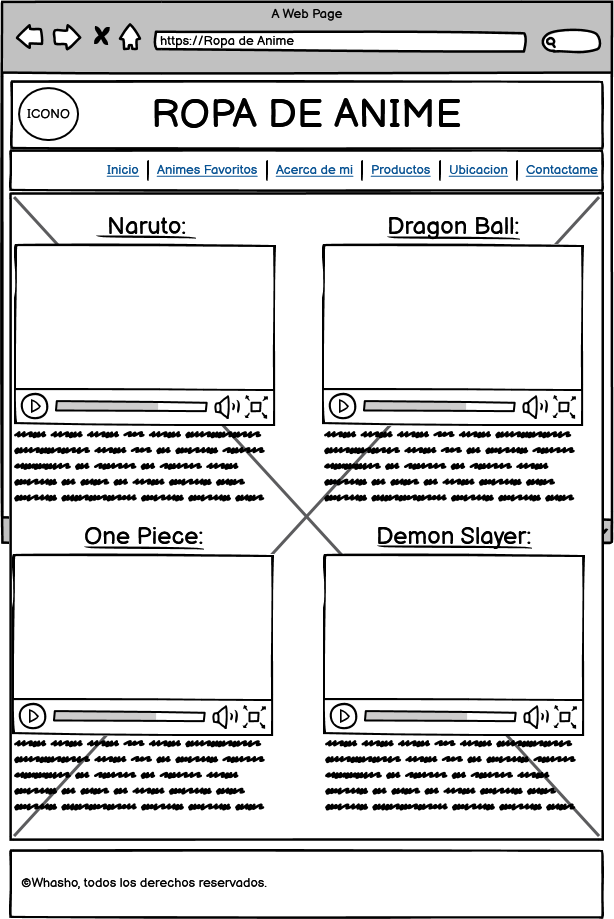 A Web Page
https://Ropa de Anime
ICONO
ROPA DE ANIME
Inicio | Animes Favoritos | Acerca de mi | Productos | Ubicacion | Contactame
Naruto:
Dragon Ball:
One Piece:
Demon Slayer:
©Whasho, todos los derechos reservados.